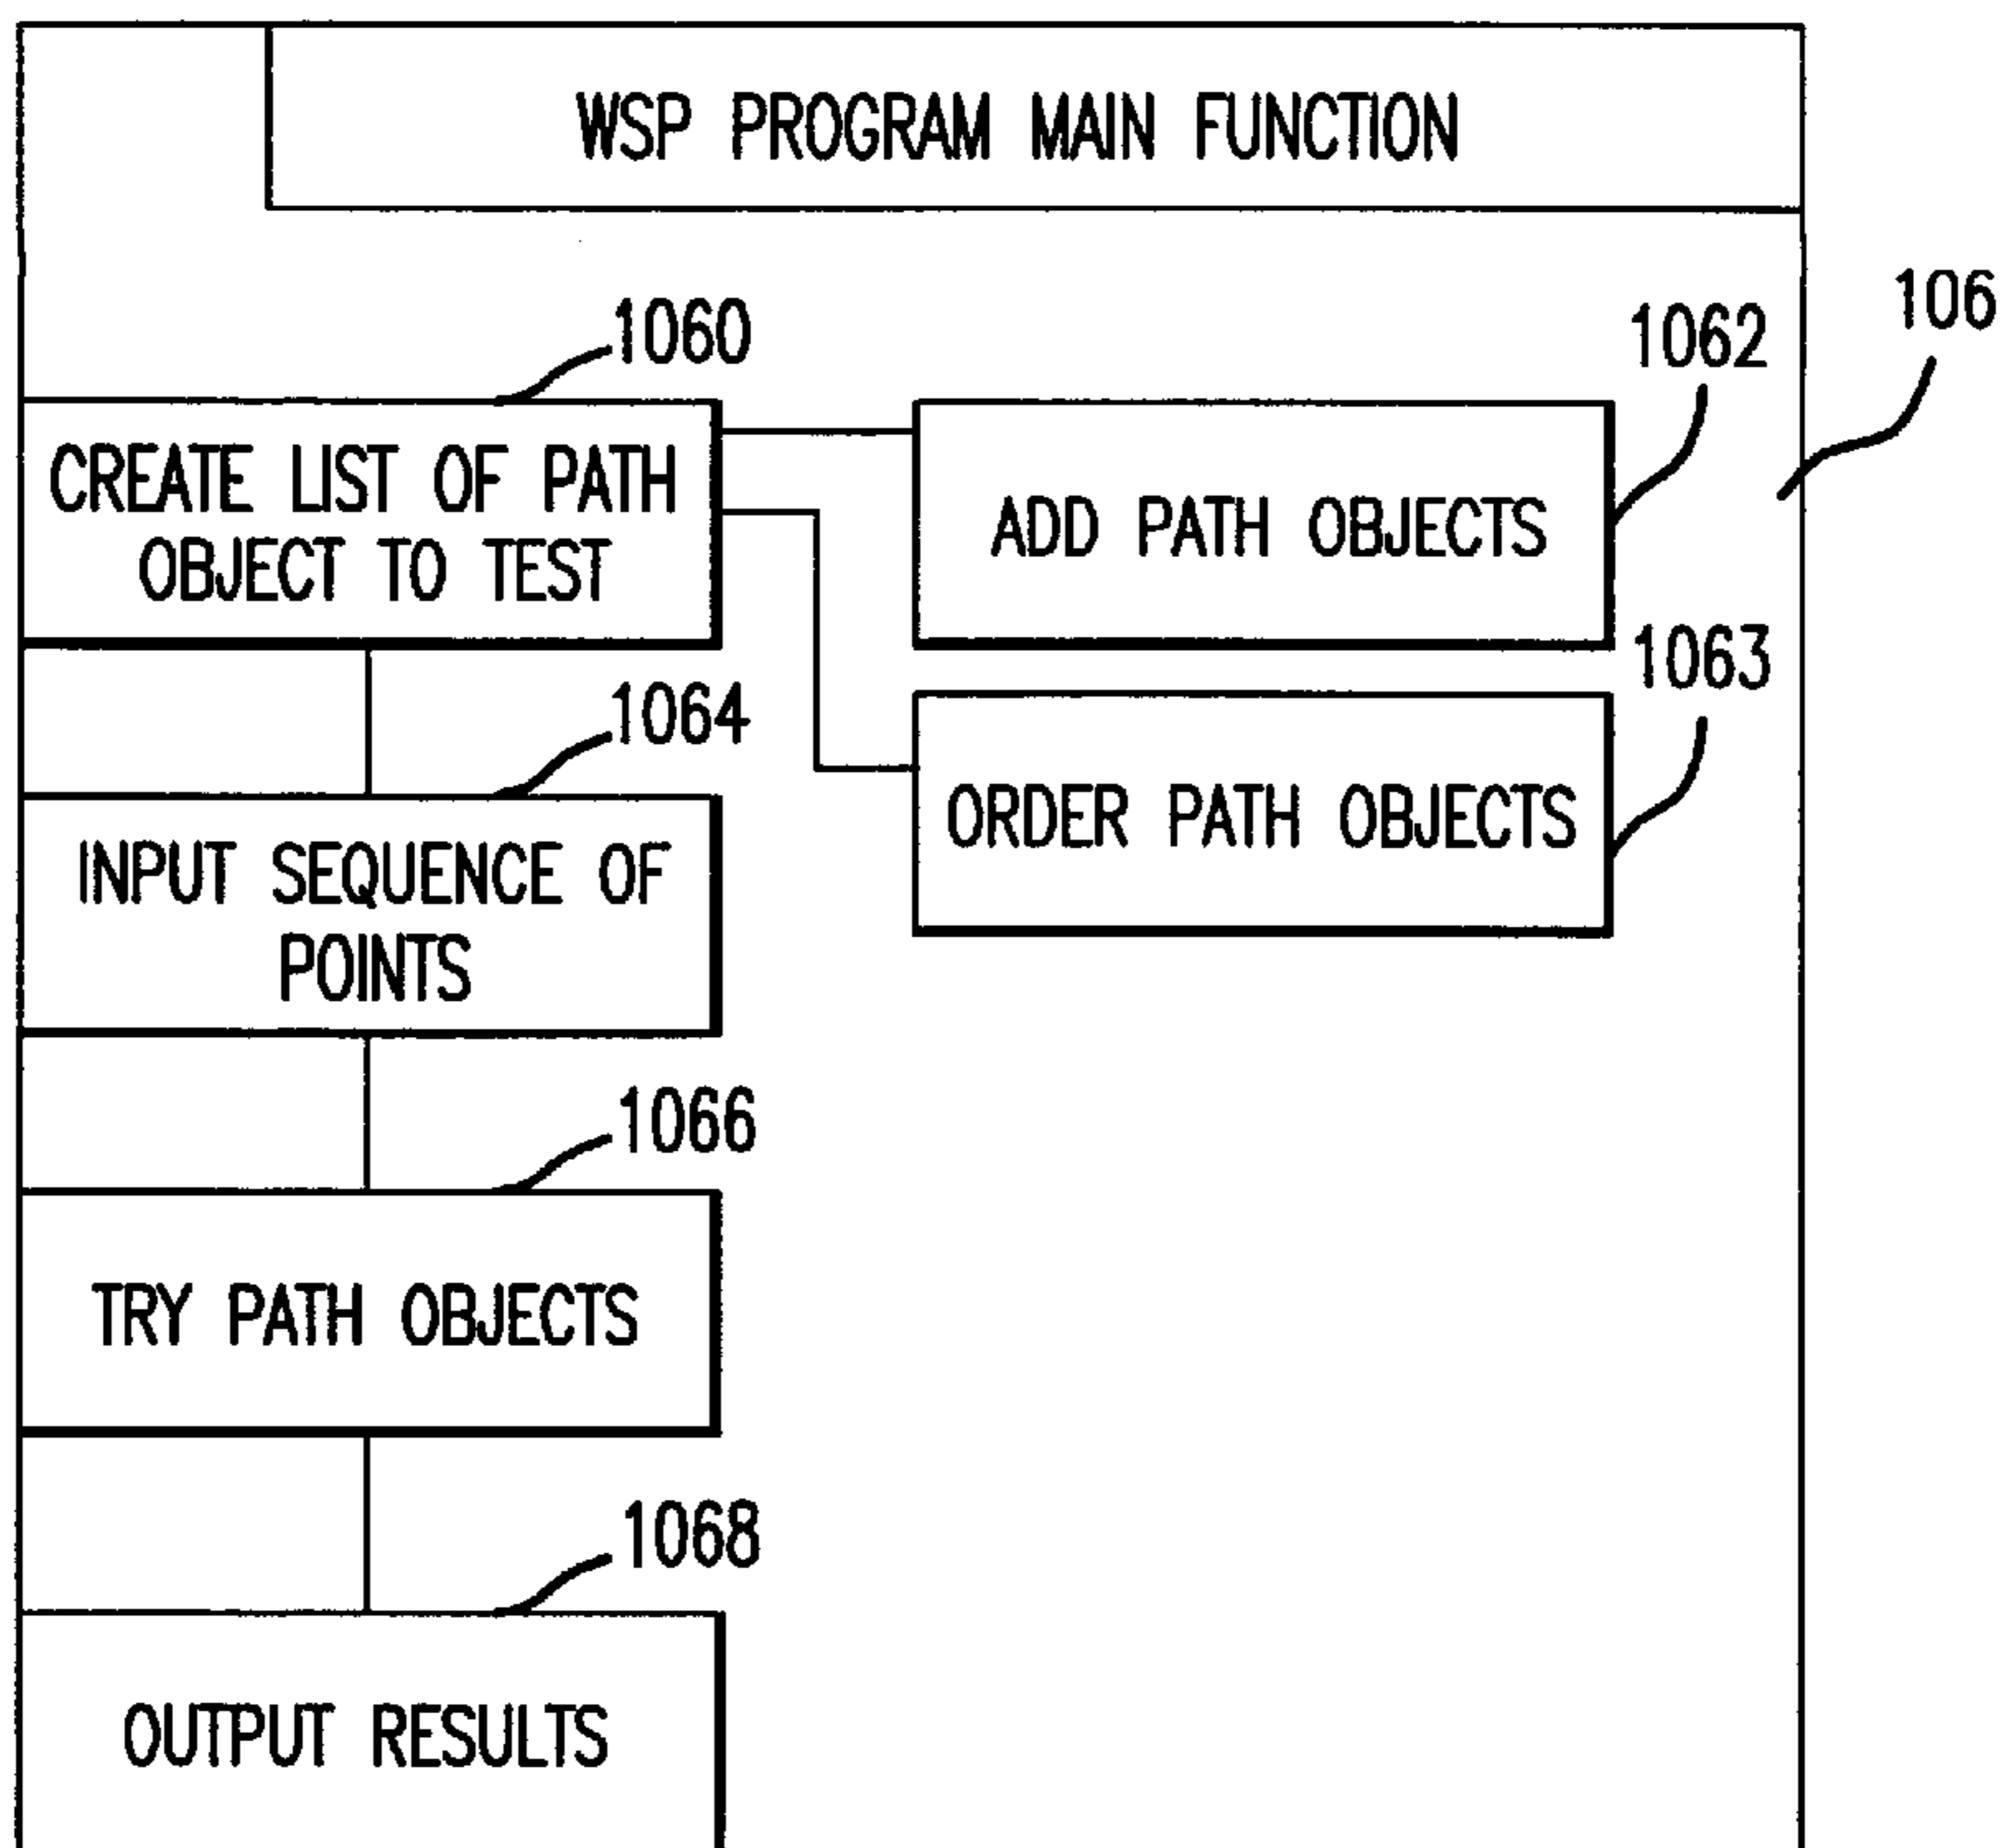 WSP PROGRAM MAIN FUNCTION
106
1060
1062
CREATE LIST OF PATH
OBJECT TO TEST
ADD PATH OBJECTS
1063
1064
ORDER PATH OBJECTS
INPUT SEQUENCE OF
POINTS
1066
TRY PATH OBJECTS
1068
OUTPUT RESULTS